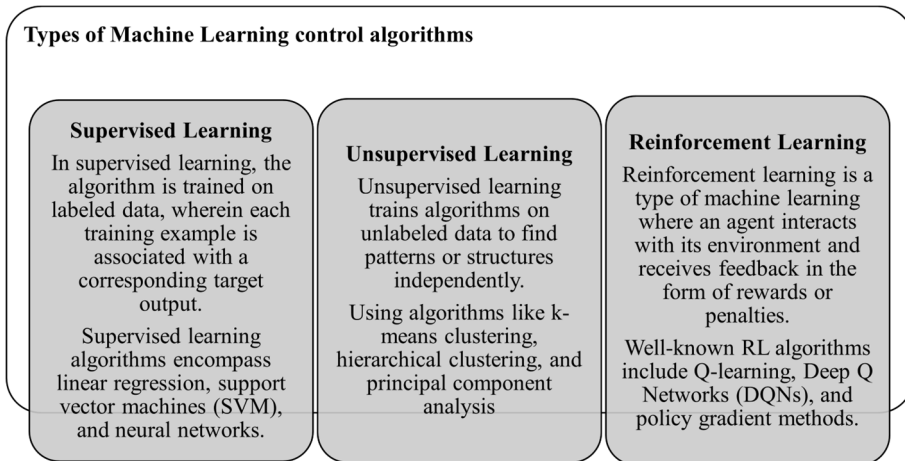 Types of Machine Learning control algorithms
Supervised Learning
In supervised learning, the
algorithm is trained on
labeled data, wherein each
training example is
associated with a
corresponding target
output.
Supervised learning
algorithms encompass
linear regression, support
vector machines (SVM),
and neural networks.
Unsupervised Learning
Unsupervised learning
trains algorithms on
unlabeled data to find
patterns or structures
independently.
Using algorithms like k-
means clustering,
hierarchical clustering, and
principal component
analysis
Reinforcement Learning
Reinforcement learning is a
type of machine learning
where an agent interacts
with its environment and
receives feedback in the
form of rewards or
penalties.
Well-known RL algorithms
include Q-learning, Deep Q
Networks (DQNs), and
policy gradient methods.